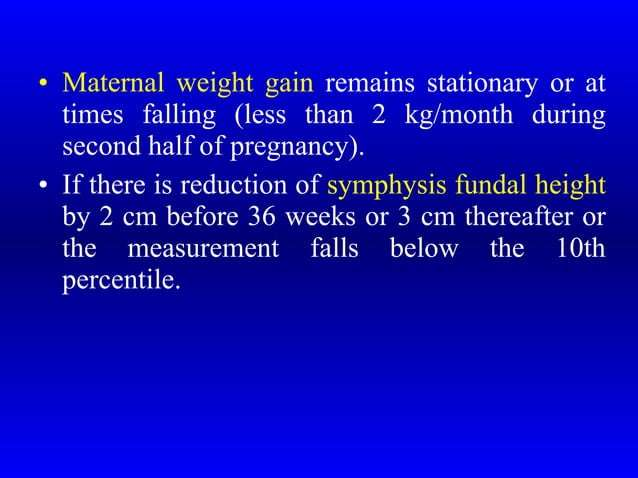 • Maternal weight gain remains stationary or at
times falling (less than 2 kg/month during
second half of pregnancy).
• If there is reduction of symphysis fundal height
by 2 cm before 36 weeks or 3 cm thereafter or
the measurement falls below the 10th
percentile.